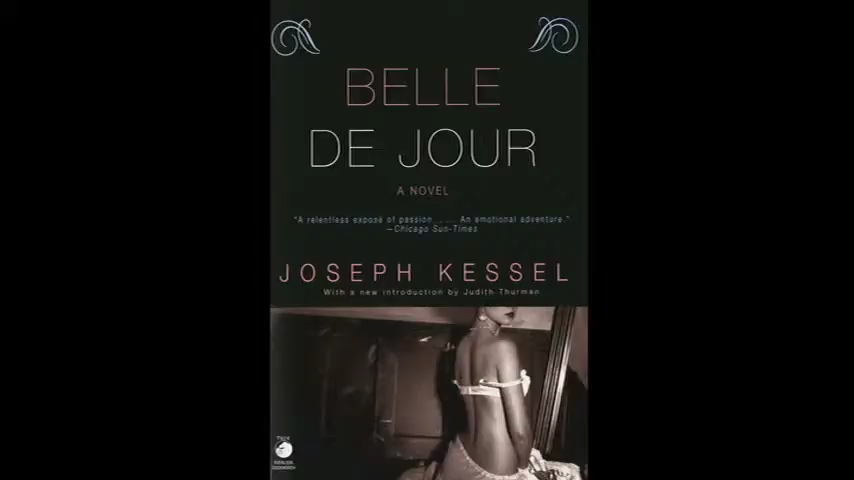 BELLE
DE JOUR
A NOVEL
"A relentless exposé of passion. . . . An emotional adventure."
—Chicago Sun-Times
JOSEPH KESSEL
With a new introduction by Judith Thurman